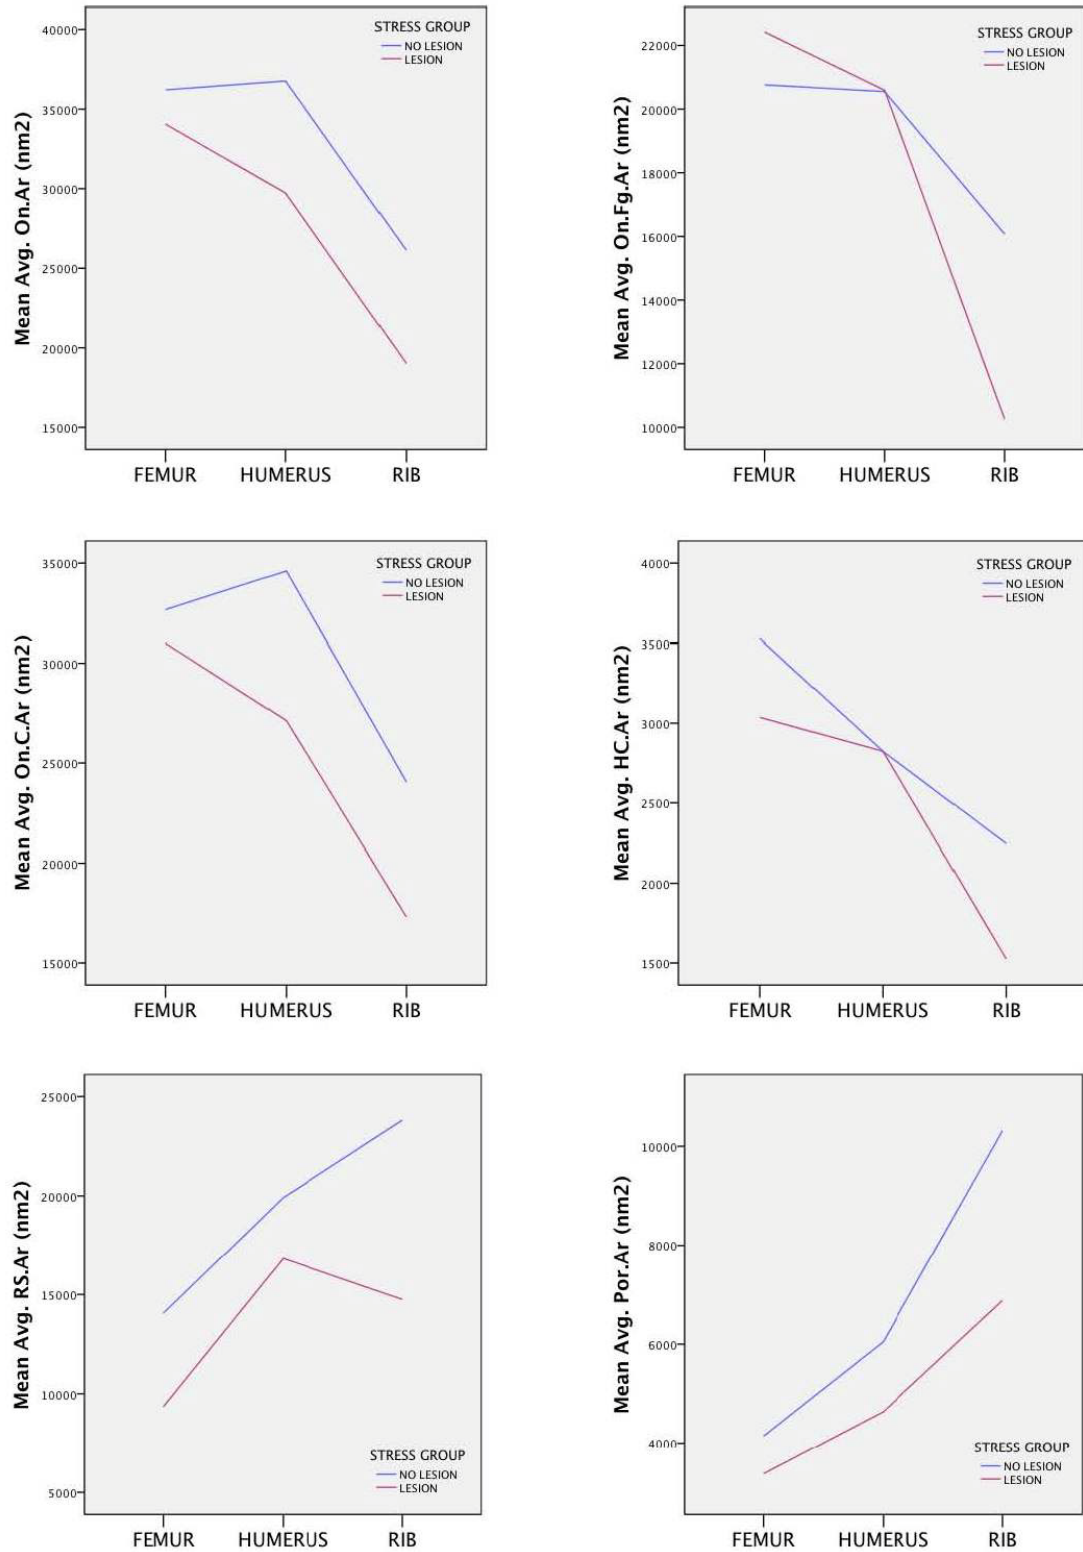 Mean Avg. On.Ar (nm2)
40000
35000
30000
25000
20000
15000
STRESS GROUP
NO LESION
LESION
FEMUR HUMERUS RIB
Mean Avg. On.Fg.Ar (nm2)
22000
20000
18000
16000
14000
12000
10000
STRESS GROUP
NO LESION
LESION
FEMUR HUMERUS RIB
Mean Avg. On.C.Ar (nm2)
35000
30000
25000
20000
15000
STRESS GROUP
NO LESION
LESION
FEMUR HUMERUS RIB
Mean Avg. HC.Ar (nm2)
4000
3500
3000
2500
2000
1500
STRESS GROUP
NO LESION
LESION
FEMUR HUMERUS RIB
Mean Avg. RS.Ar (nm2)
25000
20000
15000
10000
5000
STRESS GROUP
NO LESION
LESION
FEMUR HUMERUS RIB
Mean Avg. Por.Ar (nm2)
10000
8000
6000
4000
STRESS GROUP
NO LESION
LESION
FEMUR HUMERUS RIB